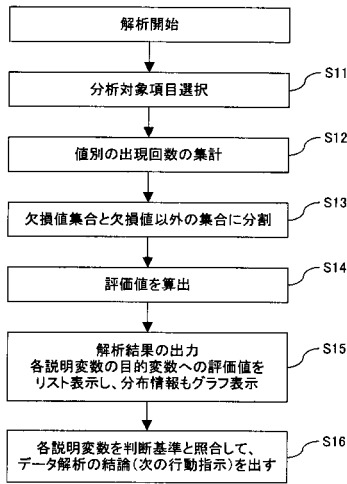 解析開始
S11
分析対象項目選択
S12
値別の出現回数の集計
S13
欠損値集合と欠損値以外の集合に分割
S14
評価値を算出
S15
解析結果の出力
各説明変数の目的変数への評価値を
リスト表示し、分布情報もグラフ表示
S16
各説明変数を判断基準と照合して、
データ解析の結論(次の行動指示)を出す